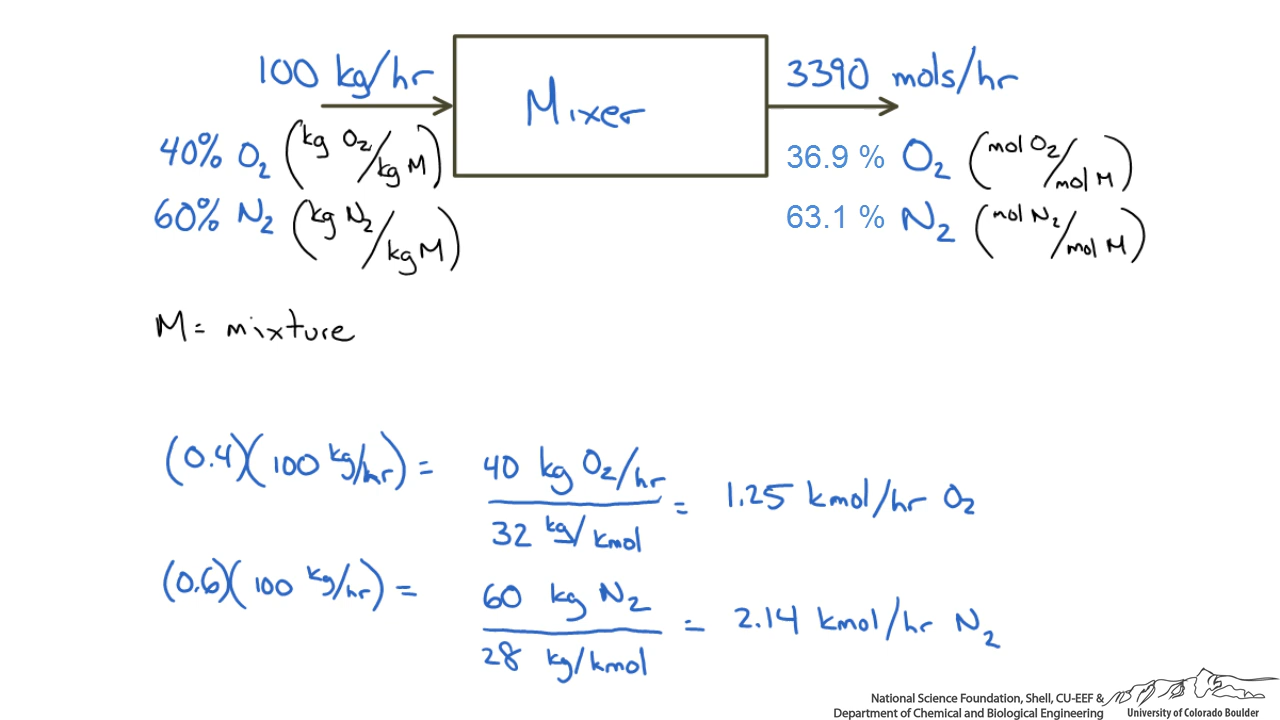 100 kg/hr
Mixer
3390 mols/hr
40% O₂ (kg O₂/kg M)
36.9 % O₂ (mol O₂/mol M)
60% N₂ (kg N₂/kg M)
63.1 % N₂ (mol N₂/mol M)
M = mixture
(0.4)(100 kg/hr) = 40 kg O₂/hr / 32 kg/kmol = 1.25 kmol/hr O₂
(0.6)(100 kg/hr) = 60 kg N₂ / 28 kg/kmol = 2.14 kmol/hr N₂
National Science Foundation, Shell, CU-EEF &
Department of Chemical and Biological Engineering
University of Colorado Boulder